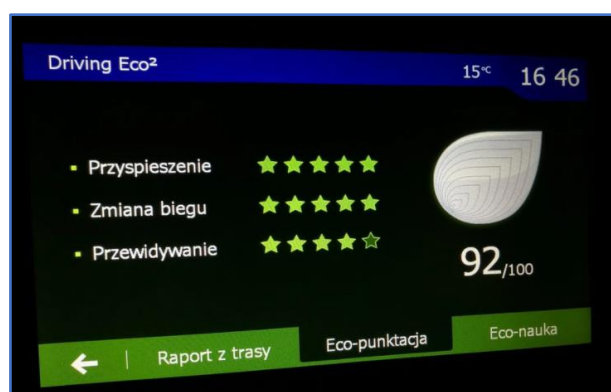 Driving Eco²
15°C
16 46
Przyspieszenie
Zmiana biegu
Przewidywanie
92/100
Raport z trasy
Eco-punktacja
Eco-nauka